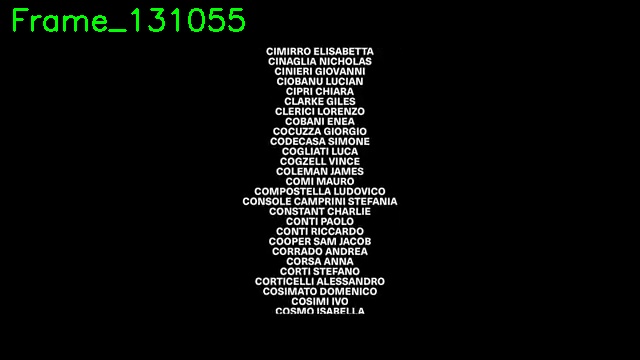 Frame_131055
CIMIRRO ELISABETTA
CINAGLIA NICHOLAS
CINIERI GIOVANNI
CIOBANU LUCIAN
CIPRI CHIARA
CLARKE GILES
CLERICI LORENZO
COBANI ENEA
COCUZZA GIORGIO
CODECASA SIMONE
COGLIATI LUCA
COGZELL VINCE
COLEMAN JAMES
COMI MAURO
COMPOSTELLA LUDOVICO
CONSOLE CAMPRINI STEFANIA
CONSTANT CHARLIE
CONTI PAOLO
CONTI RICCARDO
COOPER SAM JACOB
CORRADO ANDREA
CORSA ANNA
CORTI STEFANO
CORTICELLI ALESSANDRO
COSIMATO DOMENICO
COSIMI IVO
COSMO ISABELLA